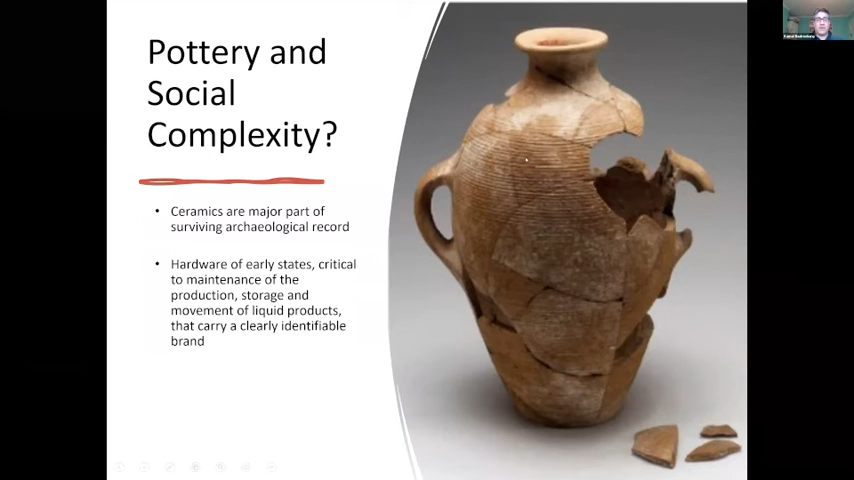 Pottery and
Social
Complexity?
• Ceramics are major part of
surviving archaeological record
• Hardware of early states, critical
to maintenance of the
production, storage and
movement of liquid products,
that carry a clearly identifiable
brand